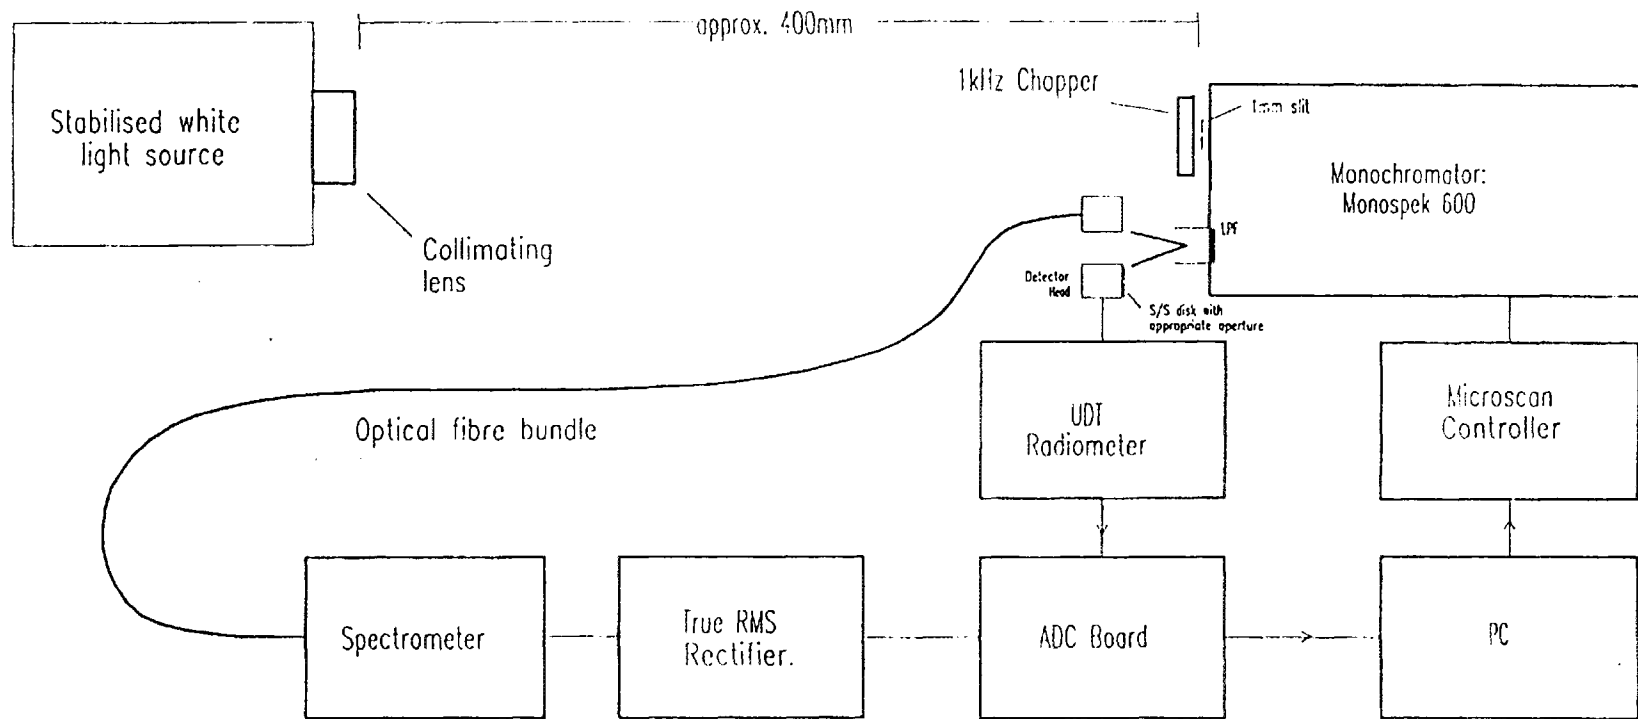 approx. 400mm
1kHz Chopper
Stabilised white
light source
1mm slit
Monochromator:
Monospek 600
LPF
Collimating
lens
Detector
Head
S/S disk with
appropriate aperture
Optical fibre bundle
UDT
Radiometer
Microscan
Controller
Spectrometer
True RMS
Rectifier.
ADC Board
PC